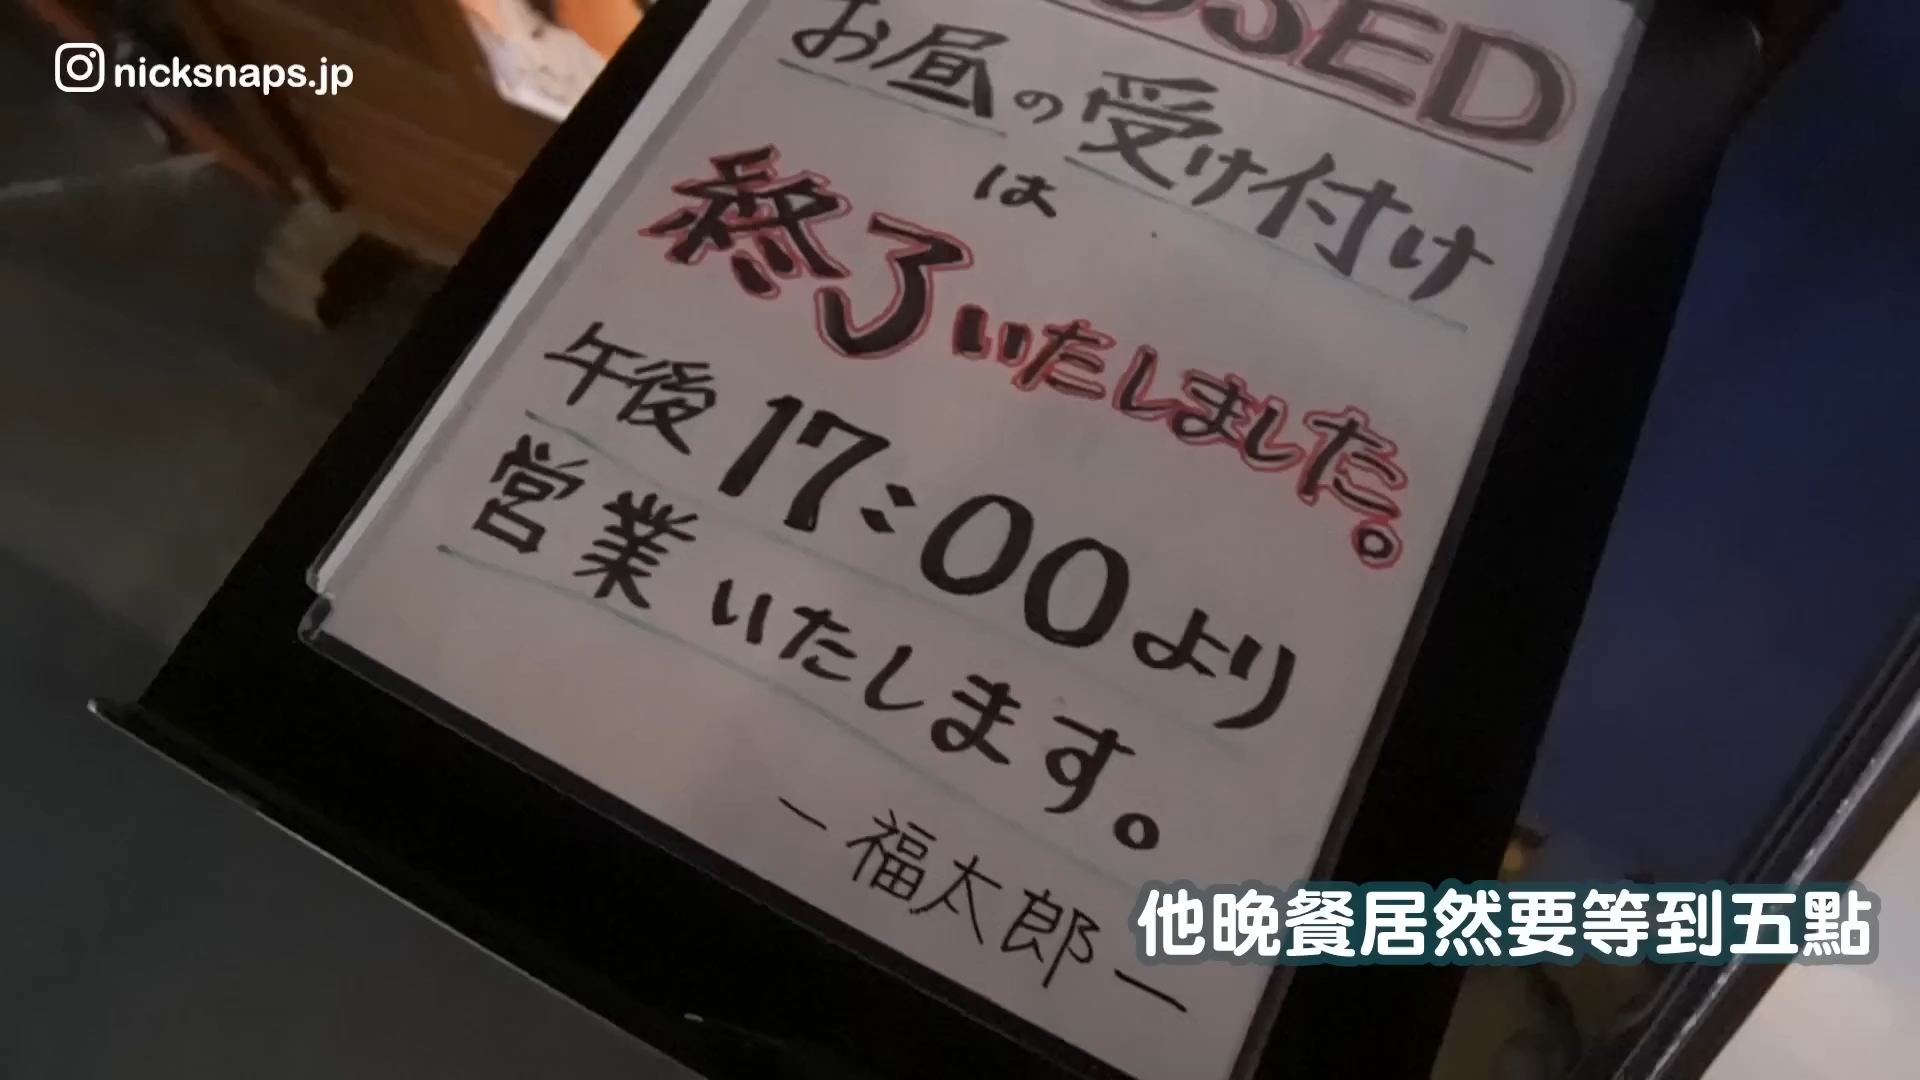 nicksnaps.jp
お昼の受け付け
は
終了いたしました。
午後17:00より
営業いたします。
ー福太郎ー
他晚餐居然要等到五點